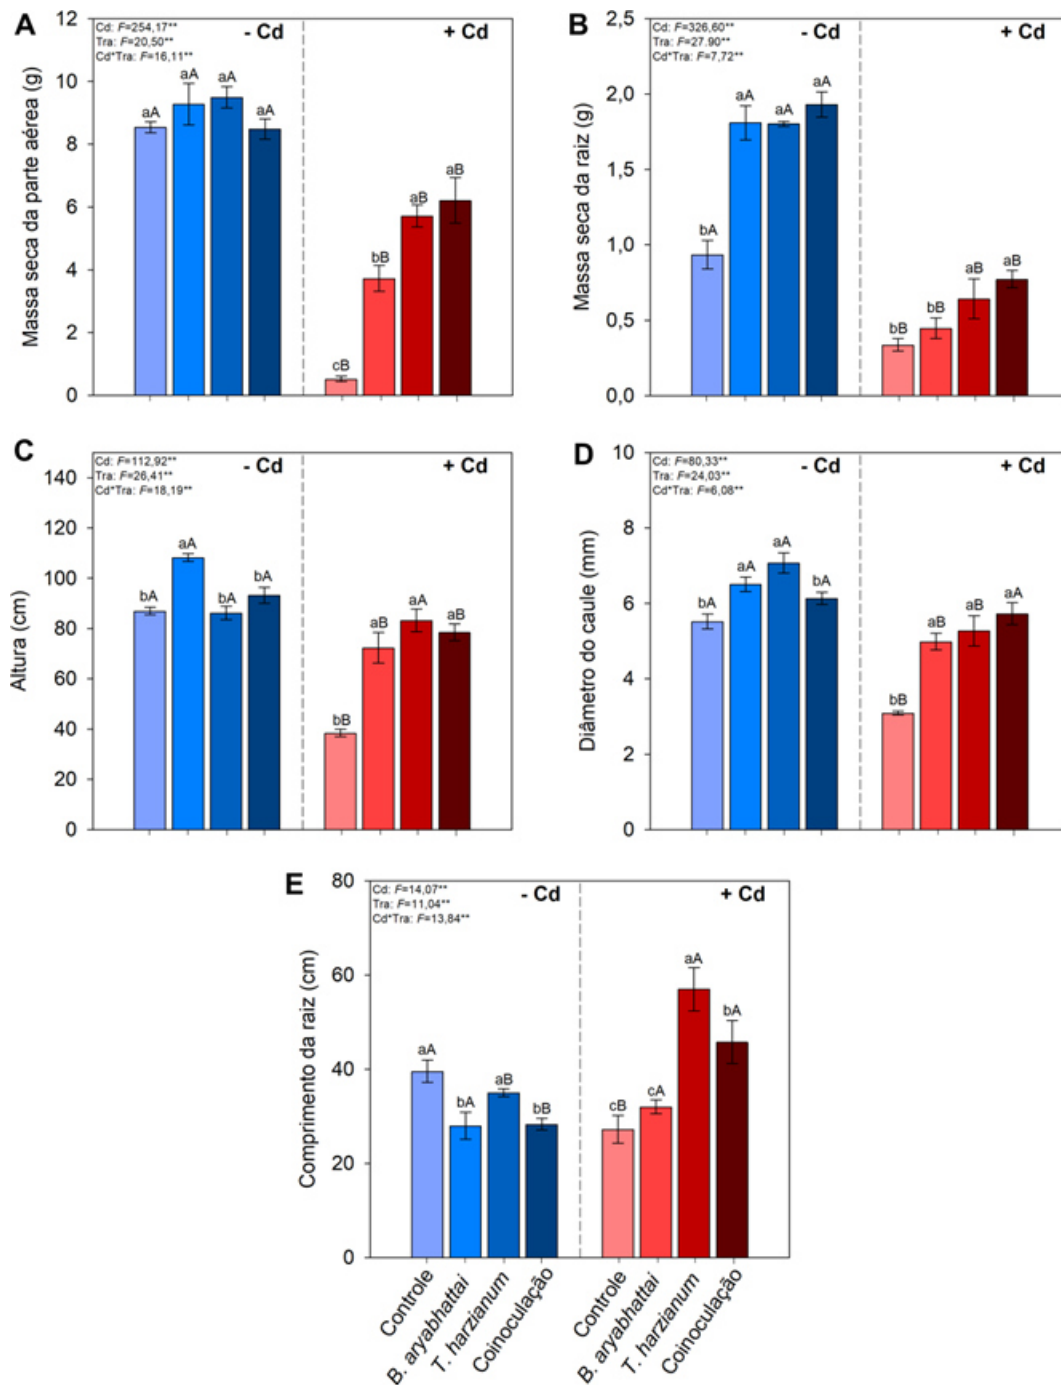 A
Massa seca da parte aérea (g)
12
10
8
6
4
2
0
Cd: F=254,17**
Tra: F=20,50**
Cd*Tra: F=16,11**
- Cd
+ Cd
aA
aA
aA
aA
cB
bB
aB
aB
B
Massa seca da raiz (g)
2,5
2,0
1,5
1,0
0,5
0,0
Cd: F=326,60**
Tra: F=27.90**
Cd*Tra: F=7,72**
- Cd
+ Cd
bA
aA
aA
aA
bB
bB
aB
aB
C
Altura (cm)
140
120
100
80
60
40
20
0
Cd: F=112,92**
Tra: F=26,41**
Cd*Tra: F=18,19**
- Cd
+ Cd
bA
aA
bA
bA
bB
aB
aA
aB
D
Diâmetro do caule (mm)
10
8
6
4
2
0
Cd: F=80,33**
Tra: F=24,03**
Cd*Tra: F=6,08**
- Cd
+ Cd
bA
aA
aA
bA
bB
aB
aB
aA
E
Comprimento da raiz (cm)
80
60
40
20
0
Cd: F=14,07**
Tra: F=11,04**
Cd*Tra: F=13,84**
- Cd
+ Cd
aA
bA
aB
bB
cB
cA
aA
bA
Controle
B. aryabhattai
T. harzianum
Coinoculação
Controle
B. aryabhattai
T. harzianum
Coinoculação